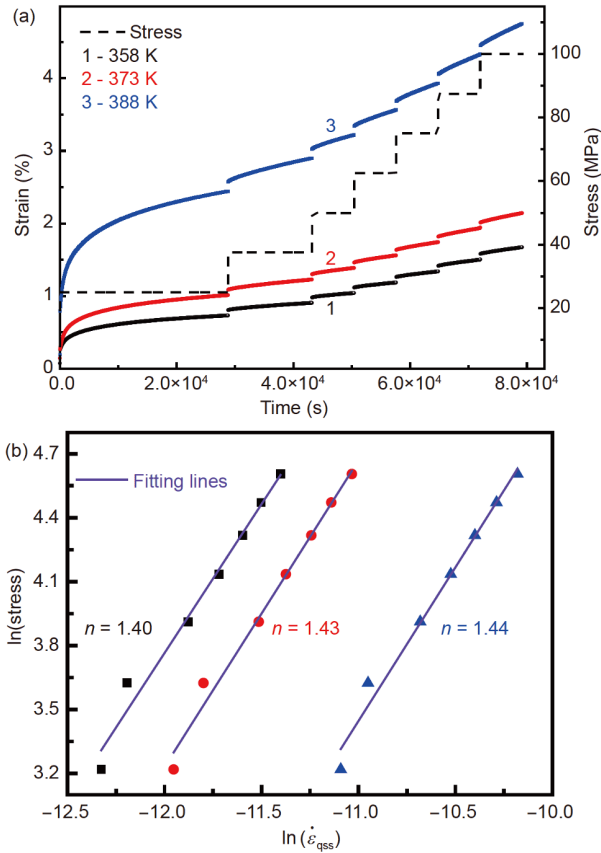 (a)
Stress
1 - 358 K
2 - 373 K
3 - 388 K
4
3
2
1
0
Strain (%)
100
80
60
40
20
Stress (MPa)
3
2
1
0.0
2.0×10⁴
4.0×10⁴
6.0×10⁴
8.0×10⁴
Time (s)
(b)
4.7
4.4
4.1
3.8
3.5
3.2
ln(stress)
Fitting lines
n = 1.40
n = 1.43
n = 1.44
−12.5
−12.0
−11.5
−11.0
−10.5
−10.0
ln(ε̇qss)